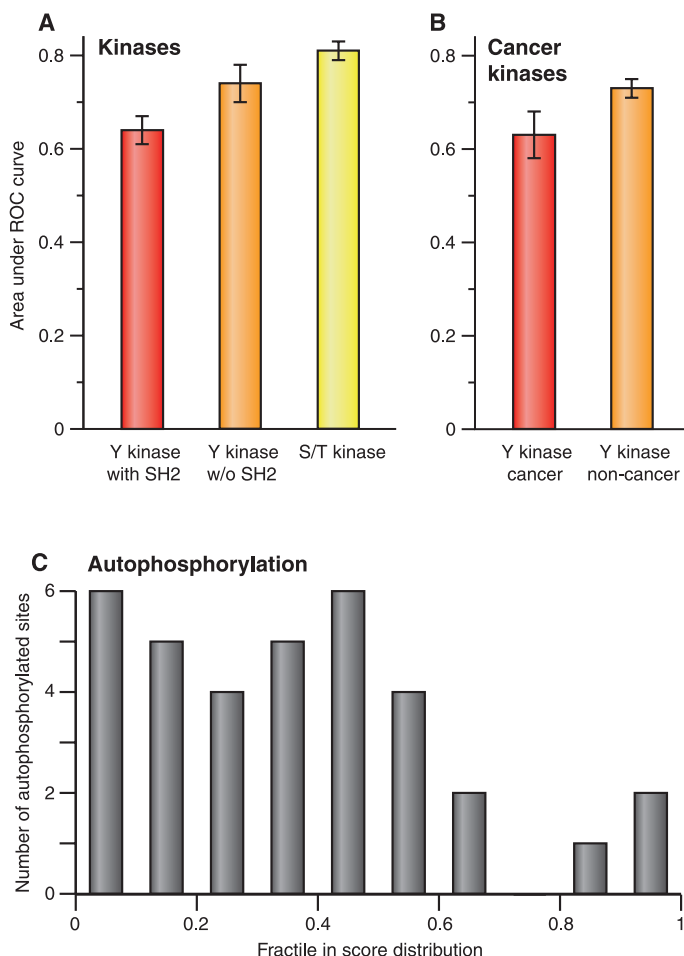 A
Kinases
Area under ROC curve
0.8
0.6
0.4
0.2
0
Y kinase
with SH2
Y kinase
w/o SH2
S/T kinase
B
Cancer
kinases
0.8
0.6
0.4
0.2
0
Y kinase
cancer
Y kinase
non-cancer
C
Autophosphorylation
Number of autophosphorylated sites
6
4
2
0
0
0.2
0.4
0.6
0.8
1
Fractile in score distribution